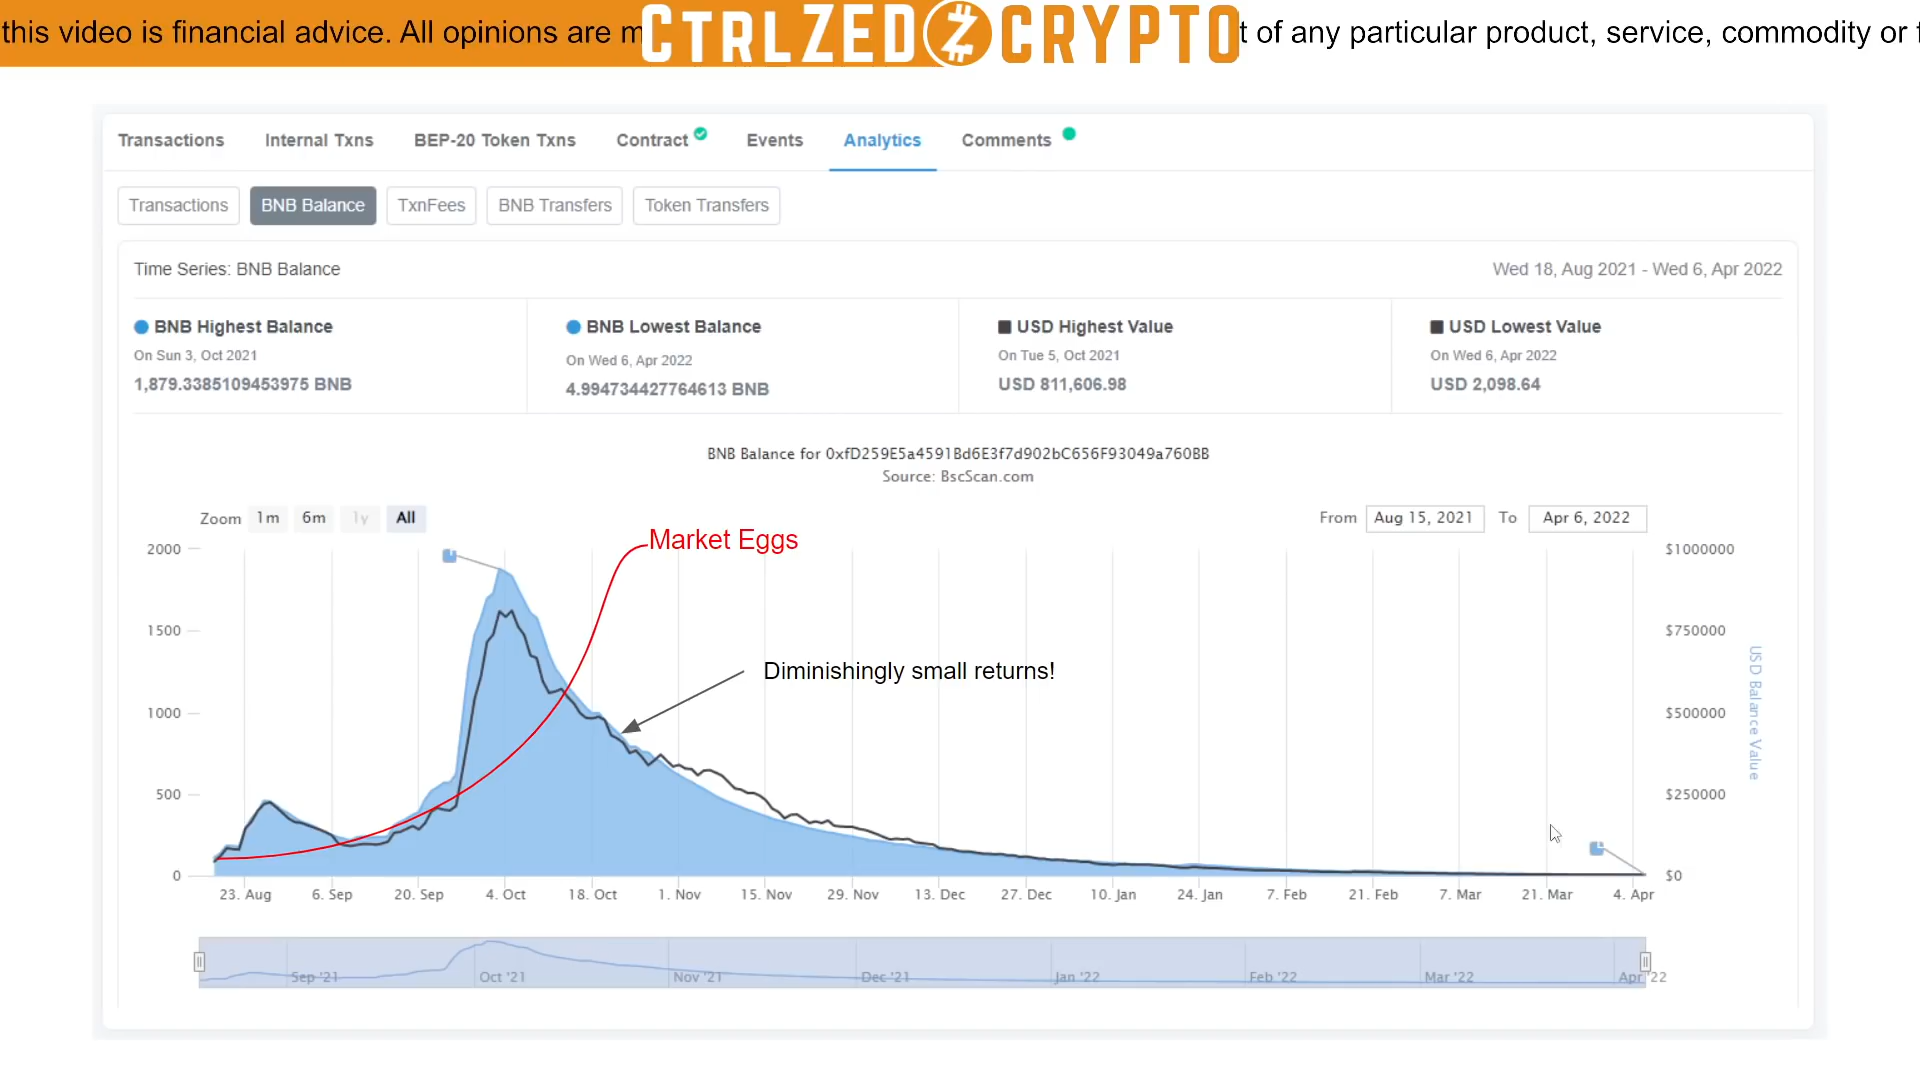 this video is financial advice. All opinions are m
CTRLZED CRYPTO
t of any particular product, service, commodity or
Transactions
Internal Txns
BEP-20 Token Txns
Contract
Events
Analytics
Comments
Transactions
BNB Balance
TxnFees
BNB Transfers
Token Transfers
Time Series: BNB Balance
Wed 18, Aug 2021 - Wed 6, Apr 2022
BNB Highest Balance
On Sun 3, Oct 2021
1,879.3385109453975 BNB
BNB Lowest Balance
On Wed 6, Apr 2022
4.994734427764613 BNB
USD Highest Value
On Tue 5, Oct 2021
USD 811,606.98
USD Lowest Value
On Wed 6, Apr 2022
USD 2,098.64
BNB Balance for 0xfD259E5a4591Bd6E3f7d902bC656F93049a760BB
Source: BscScan.com
Zoom 1m 6m 1y All
From Aug 15, 2021 To Apr 6, 2022
Market Eggs
Diminishingly small returns!
2000
1500
1000
500
0
$1000000
$750000
$500000
$250000
$0
USD Balance Value
23. Aug 6. Sep 20. Sep 4. Oct 18. Oct 1. Nov 15. Nov 29. Nov 13. Dec 27. Dec 10. Jan 24. Jan 7. Feb 21. Feb 7. Mar 21. Mar 4. Apr
Sep '21 Oct '21 Nov '21 Dec '21 Jan '22 Feb '22 Mar '22 Apr '22